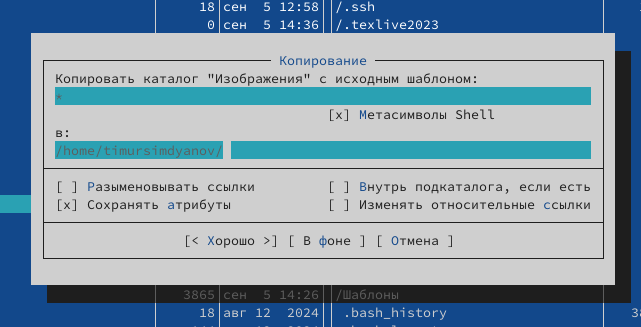 18 сен 5 12:58 /.ssh
0 сен 5 14:36 /.texlive2023
Копирование
Копировать каталог "Изображения" с исходным шаблоном:
*
[x] Метасимволы Shell
в:
/home/timursimdyanov/
[ ] Разыменовывать ссылки [ ] Внутрь подкаталога, если есть
[x] Сохранять атрибуты [ ] Изменять относительные ссылки
[< Хорошо >] [ В фоне ] [ Отмена ]
3865 сен 5 14:26 /Шаблоны
18 авг 12 2024 .bash_history